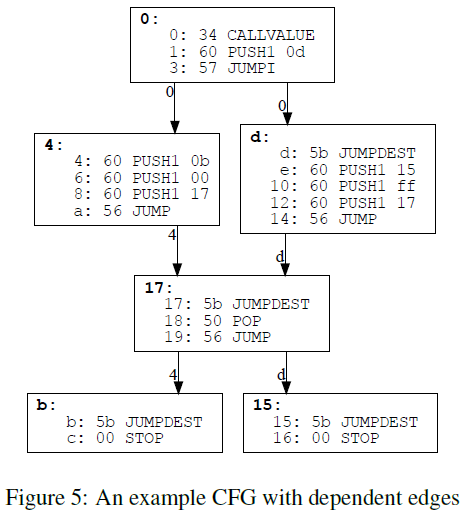 0:
0: 34 CALLVALUE
1: 60 PUSH1 0d
3: 57 JUMPI
0
0
4:
4: 60 PUSH1 0b
6: 60 PUSH1 00
8: 60 PUSH1 17
a: 56 JUMP
d:
d: 5b JUMPDEST
e: 60 PUSH1 15
10: 60 PUSH1 ff
12: 60 PUSH1 17
14: 56 JUMP
4
d
17:
17: 5b JUMPDEST
18: 50 POP
19: 56 JUMP
4
d
b:
b: 5b JUMPDEST
c: 00 STOP
15:
15: 5b JUMPDEST
16: 00 STOP
Figure 5: An example CFG with dependent edges